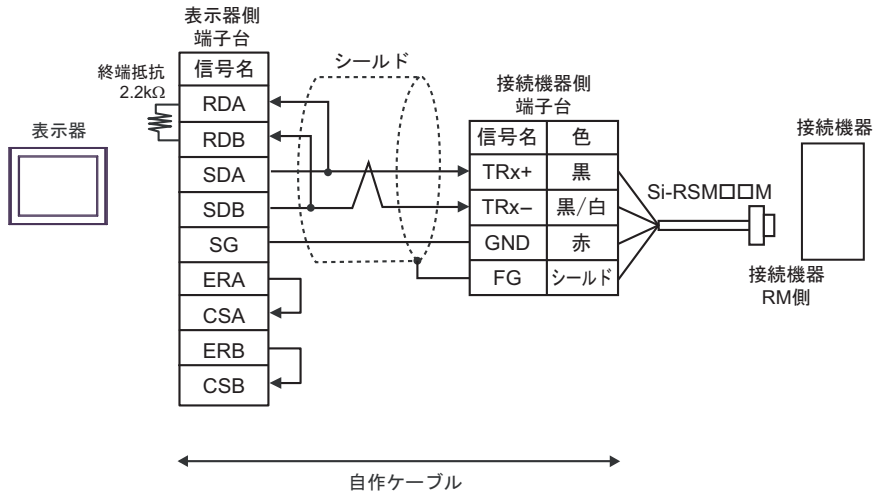 表示器側
端子台
終端抵抗
2.2kΩ
表示器
信号名
RDA
RDB
SDA
SDB
SG
ERA
CSA
ERB
CSB
シールド
接続機器側
端子台
信号名 色
TRx+ 黒
TRx− 黒/白
GND 赤
FG シールド
Si-RSM□□M
接続機器
接続機器
RM側
自作ケーブル